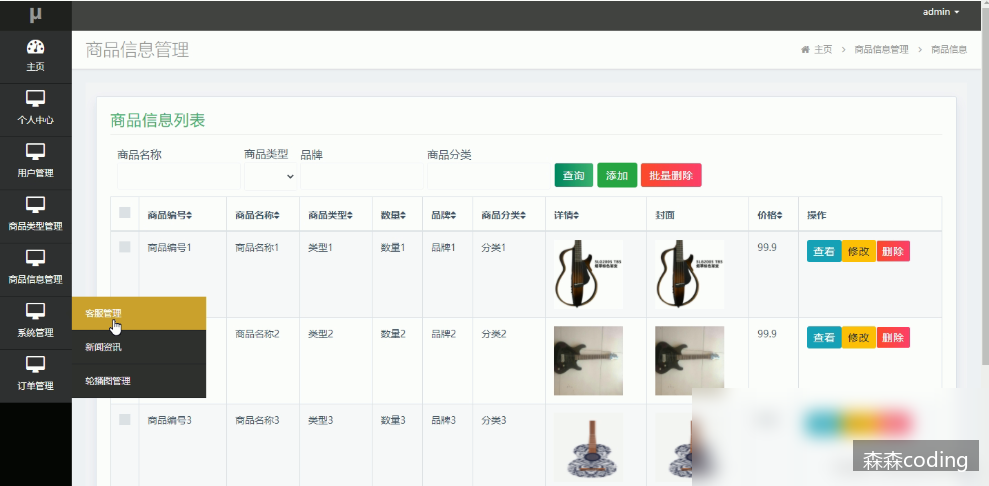 μ
admin
主页
商品信息管理
主页 > 商品信息管理 > 商品信息
个人中心
用户管理
商品类型管理
商品信息管理
系统管理
订单管理
客服管理
新闻资讯
轮播图管理
商品信息列表
商品名称 商品类型 品牌 商品分类
查询 添加 批量删除
商品编号 商品名称 商品类型 数量 品牌 商品分类 详情 封面 价格 操作
商品编号1 商品名称1 类型1 数量1 品牌1 分类1 99.9 查看 修改 删除
商品名称2 类型2 数量2 品牌2 分类2 99.9 查看 修改 删除
商品编号3 商品名称3 类型3 数量3 品牌3 分类3
森森coding